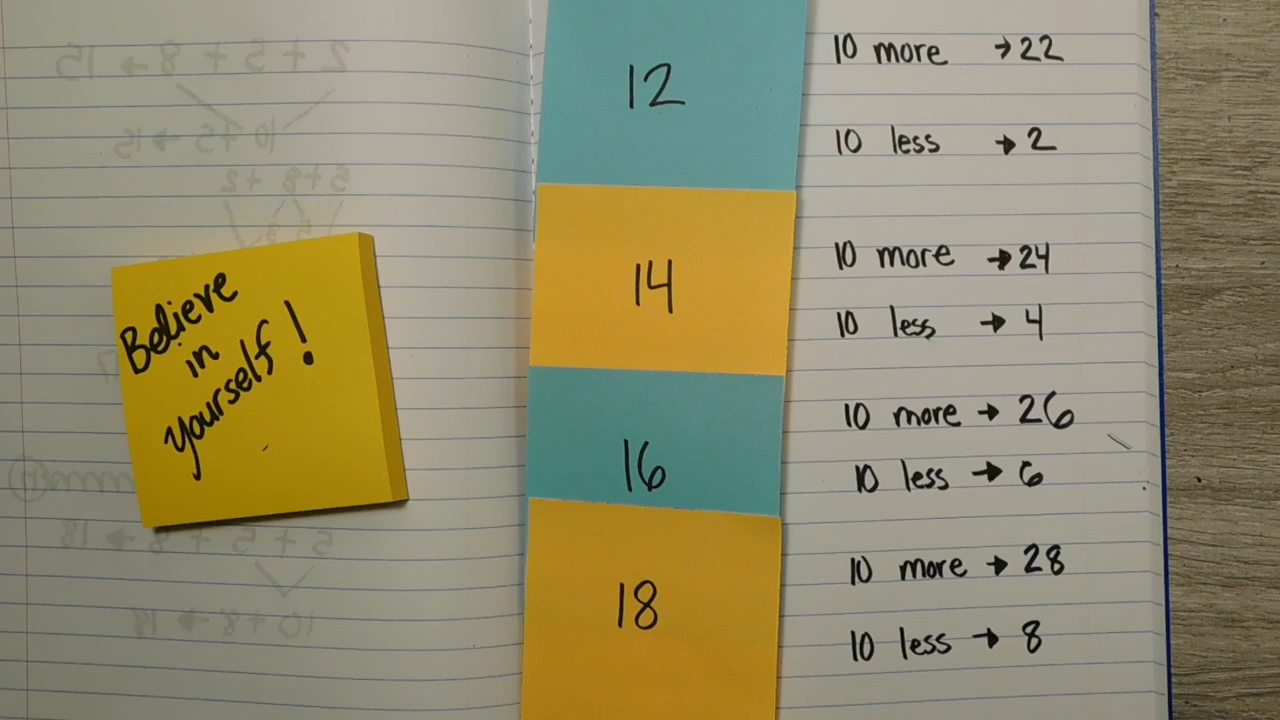 Believe
in
yourself!
12
10 more → 22
10 less → 2
14
10 more → 24
10 less → 4
16
10 more → 26
10 less → 6
18
10 more → 28
10 less → 8